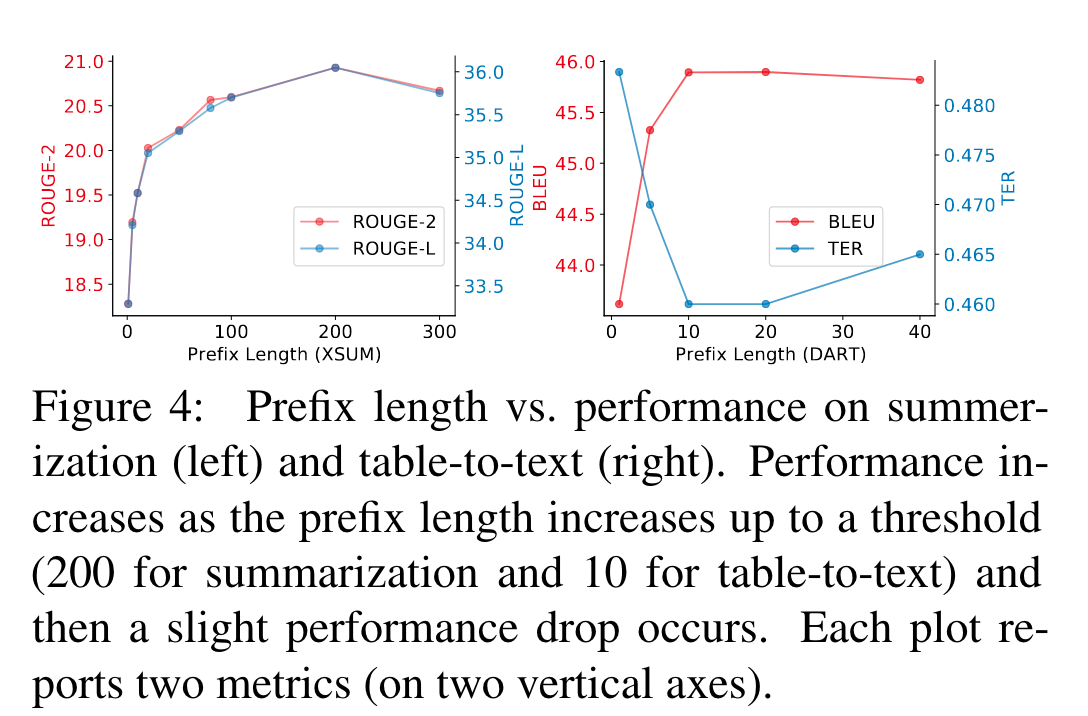 21.0
20.5
20.0
19.5
19.0
18.5
ROUGE-2
36.0
35.5
35.0
34.5
34.0
33.5
ROUGE-L
ROUGE-2
ROUGE-L
0 100 200 300
Prefix Length (XSUM)
46.0
45.5
45.0
44.5
44.0
BLEU
0.480
0.475
0.470
0.465
0.460
TER
BLEU
TER
0 10 20 30 40
Prefix Length (DART)
Figure 4: Prefix length vs. performance on summer-
ization (left) and table-to-text (right). Performance in-
creases as the prefix length increases up to a threshold
(200 for summarization and 10 for table-to-text) and
then a slight performance drop occurs. Each plot re-
ports two metrics (on two vertical axes).